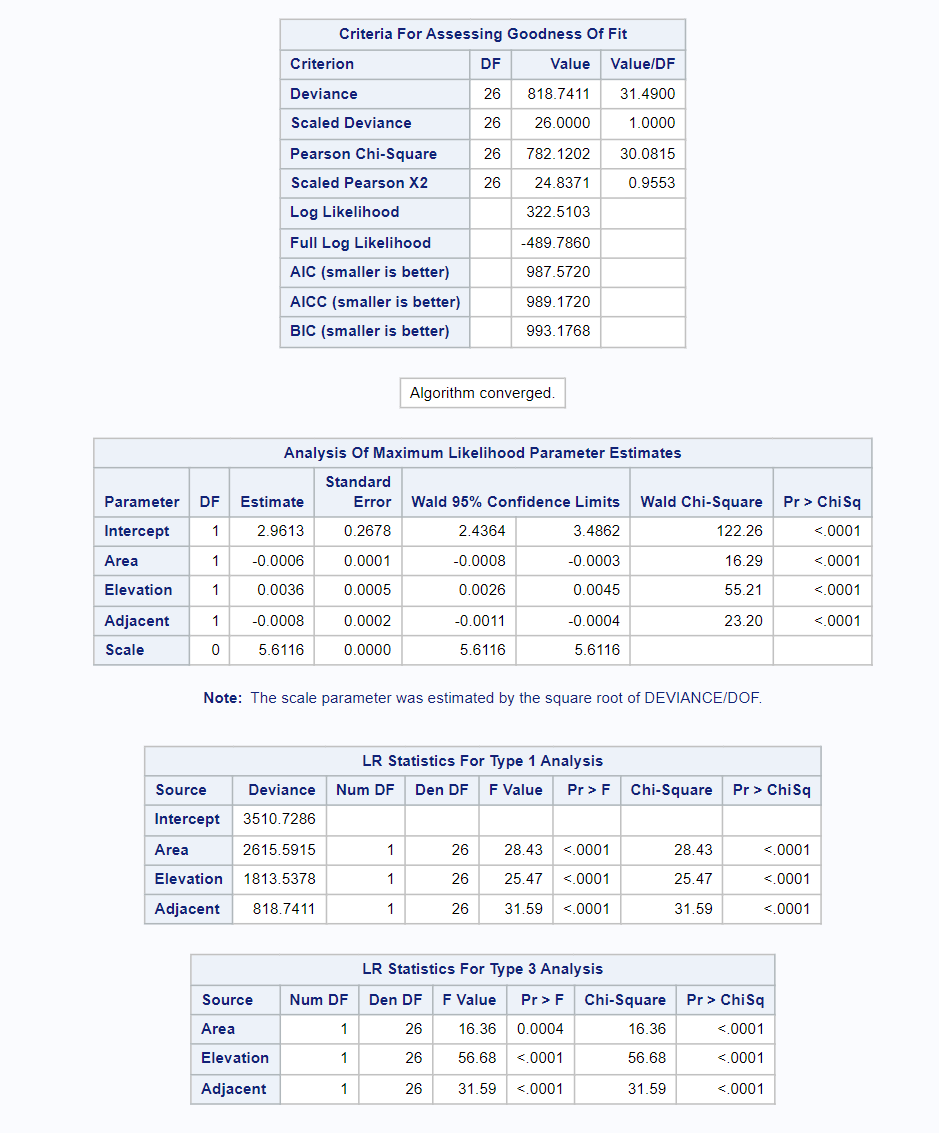 Criteria For Assessing Goodness Of Fit
Criterion DF Value Value/DF
Deviance 26 818.7411 31.4900
Scaled Deviance 26 26.0000 1.0000
Pearson Chi-Square 26 782.1202 30.0815
Scaled Pearson X2 26 24.8371 0.9553
Log Likelihood 322.5103
Full Log Likelihood -489.7860
AIC (smaller is better) 987.5720
AICC (smaller is better) 989.1720
BIC (smaller is better) 993.1768
Algorithm converged.
Analysis Of Maximum Likelihood Parameter Estimates
Parameter DF Estimate Standard Error Wald 95% Confidence Limits Wald Chi-Square Pr > ChiSq
Intercept 1 2.9613 0.2678 2.4364 3.4862 122.26 <.0001
Area 1 -0.0006 0.0001 -0.0008 -0.0003 16.29 <.0001
Elevation 1 0.0036 0.0005 0.0026 0.0045 55.21 <.0001
Adjacent 1 -0.0008 0.0002 -0.0011 -0.0004 23.20 <.0001
Scale 0 5.6116 0.0000 5.6116 5.6116
Note: The scale parameter was estimated by the square root of DEVIANCE/DOF.
LR Statistics For Type 1 Analysis
Source Deviance Num DF Den DF F Value Pr > F Chi-Square Pr > ChiSq
Intercept 3510.7286
Area 2615.5915 1 26 28.43 <.0001 28.43 <.0001
Elevation 1813.5378 1 26 25.47 <.0001 25.47 <.0001
Adjacent 818.7411 1 26 31.59 <.0001 31.59 <.0001
LR Statistics For Type 3 Analysis
Source Num DF Den DF F Value Pr > F Chi-Square Pr > ChiSq
Area 1 26 16.36 0.0004 16.36 <.0001
Elevation 1 26 56.68 <.0001 56.68 <.0001
Adjacent 1 26 31.59 <.0001 31.59 <.0001